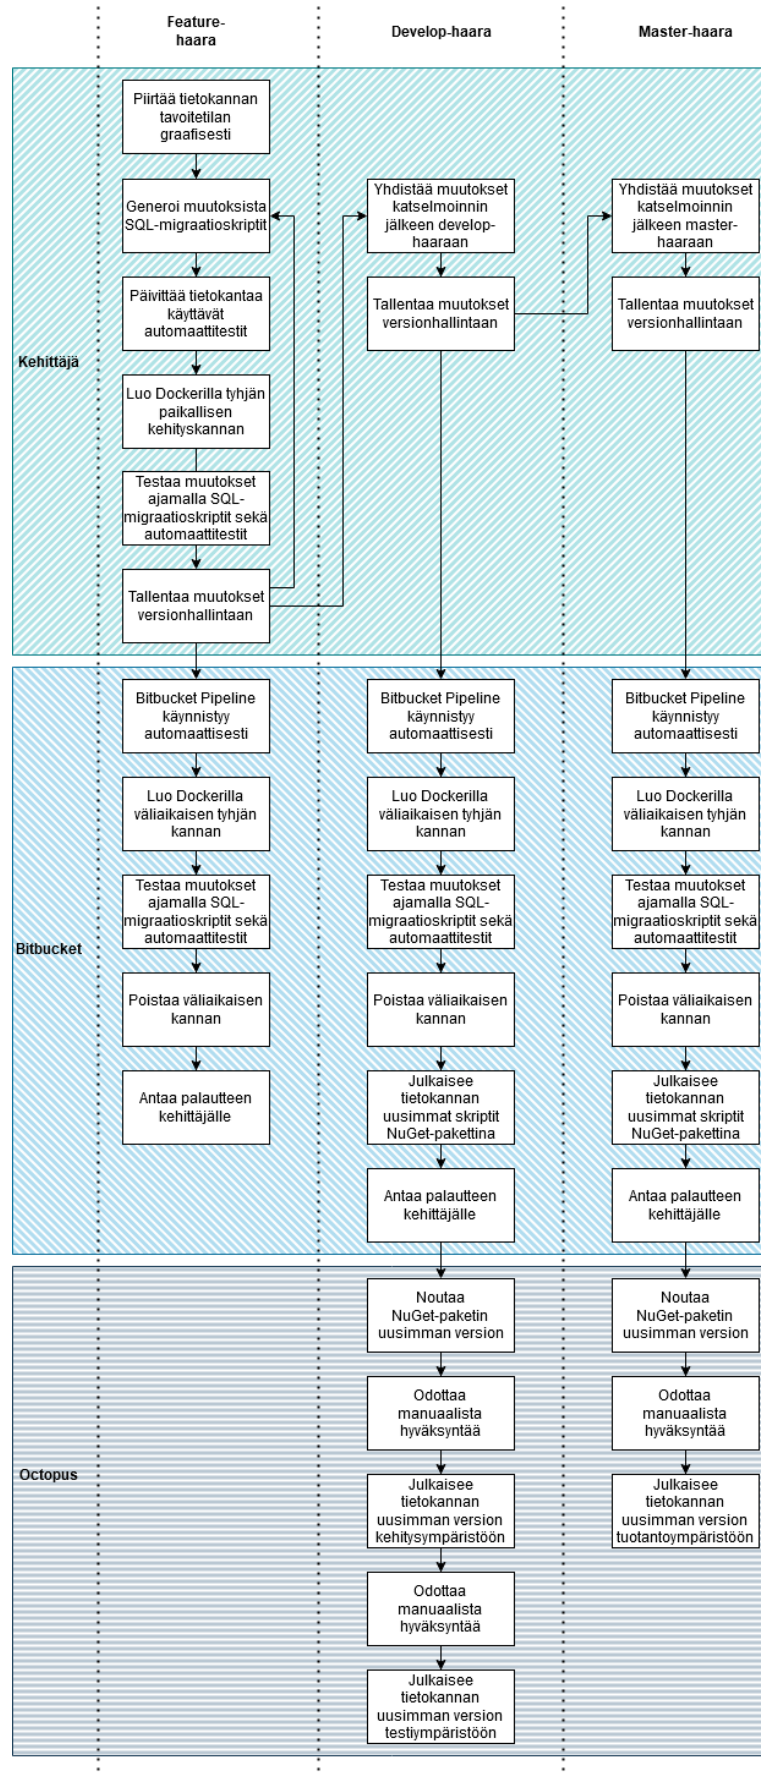 Feature-
haara
Develop-haara
Master-haara
Kehittäjä
Piirtää tietokannan
tavoitetilan
graafisesti
Generoi muutoksista
SQL-migraatioskriptit
Päivittää tietokantaa
käyttävät
automaattitestit
Luo Dockerilla tyhjän
paikallisen
kehityskannan
Testaa muutokset
ajamalla SQL-
migraatioskriptit sekä
automaattitestit
Tallentaa muutokset
versionhallintaan
Yhdistää muutokset
katselmoinnin
jälkeen develop-
haaraan
Tallentaa muutokset
versionhallintaan
Yhdistää muutokset
katselmoinnin
jälkeen master-
haaraan
Tallentaa muutokset
versionhallintaan
Bitbucket
Bitbucket Pipeline
käynnistyy
automaattisesti
Luo Dockerilla
väliaikaisen tyhjän
kannan
Testaa muutokset
ajamalla SQL-
migraatioskriptit sekä
automaattitestit
Poistaa väliaikaisen
kannan
Antaa palautteen
kehittäjälle
Bitbucket Pipeline
käynnistyy
automaattisesti
Luo Dockerilla
väliaikaisen tyhjän
kannan
Testaa muutokset
ajamalla SQL-
migraatioskriptit sekä
automaattitestit
Poistaa väliaikaisen
kannan
Julkaisee
tietokannan
uusimmat skriptit
NuGet-pakettina
Antaa palautteen
kehittäjälle
Bitbucket Pipeline
käynnistyy
automaattisesti
Luo Dockerilla
väliaikaisen tyhjän
kannan
Testaa muutokset
ajamalla SQL-
migraatioskriptit sekä
automaattitestit
Poistaa väliaikaisen
kannan
Julkaisee
tietokannan
uusimmat skriptit
NuGet-pakettina
Antaa palautteen
kehittäjälle
Octopus
Noutaa
NuGet-paketin
uusimman version
Odottaa
manuaalista
hyväksyntää
Julkaisee
tietokannan
uusimman version
kehitysympäristöön
Odottaa
manuaalista
hyväksyntää
Julkaisee
tietokannan
uusimman version
testiympäristöön
Noutaa
NuGet-paketin
uusimman version
Odottaa
manuaalista
hyväksyntää
Julkaisee
tietokannan
uusimman version
tuotantoympäristöön